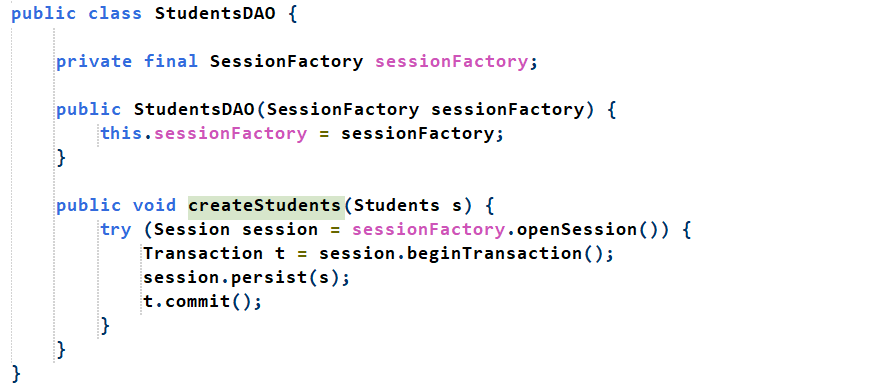 public class StudentsDAO {
private final SessionFactory sessionFactory;
public StudentsDAO(SessionFactory sessionFactory) {
this.sessionFactory = sessionFactory;
}
public void createStudents(Students s) {
try (Session session = sessionFactory.openSession()) {
Transaction t = session.beginTransaction();
session.persist(s);
t.commit();
}
}
}